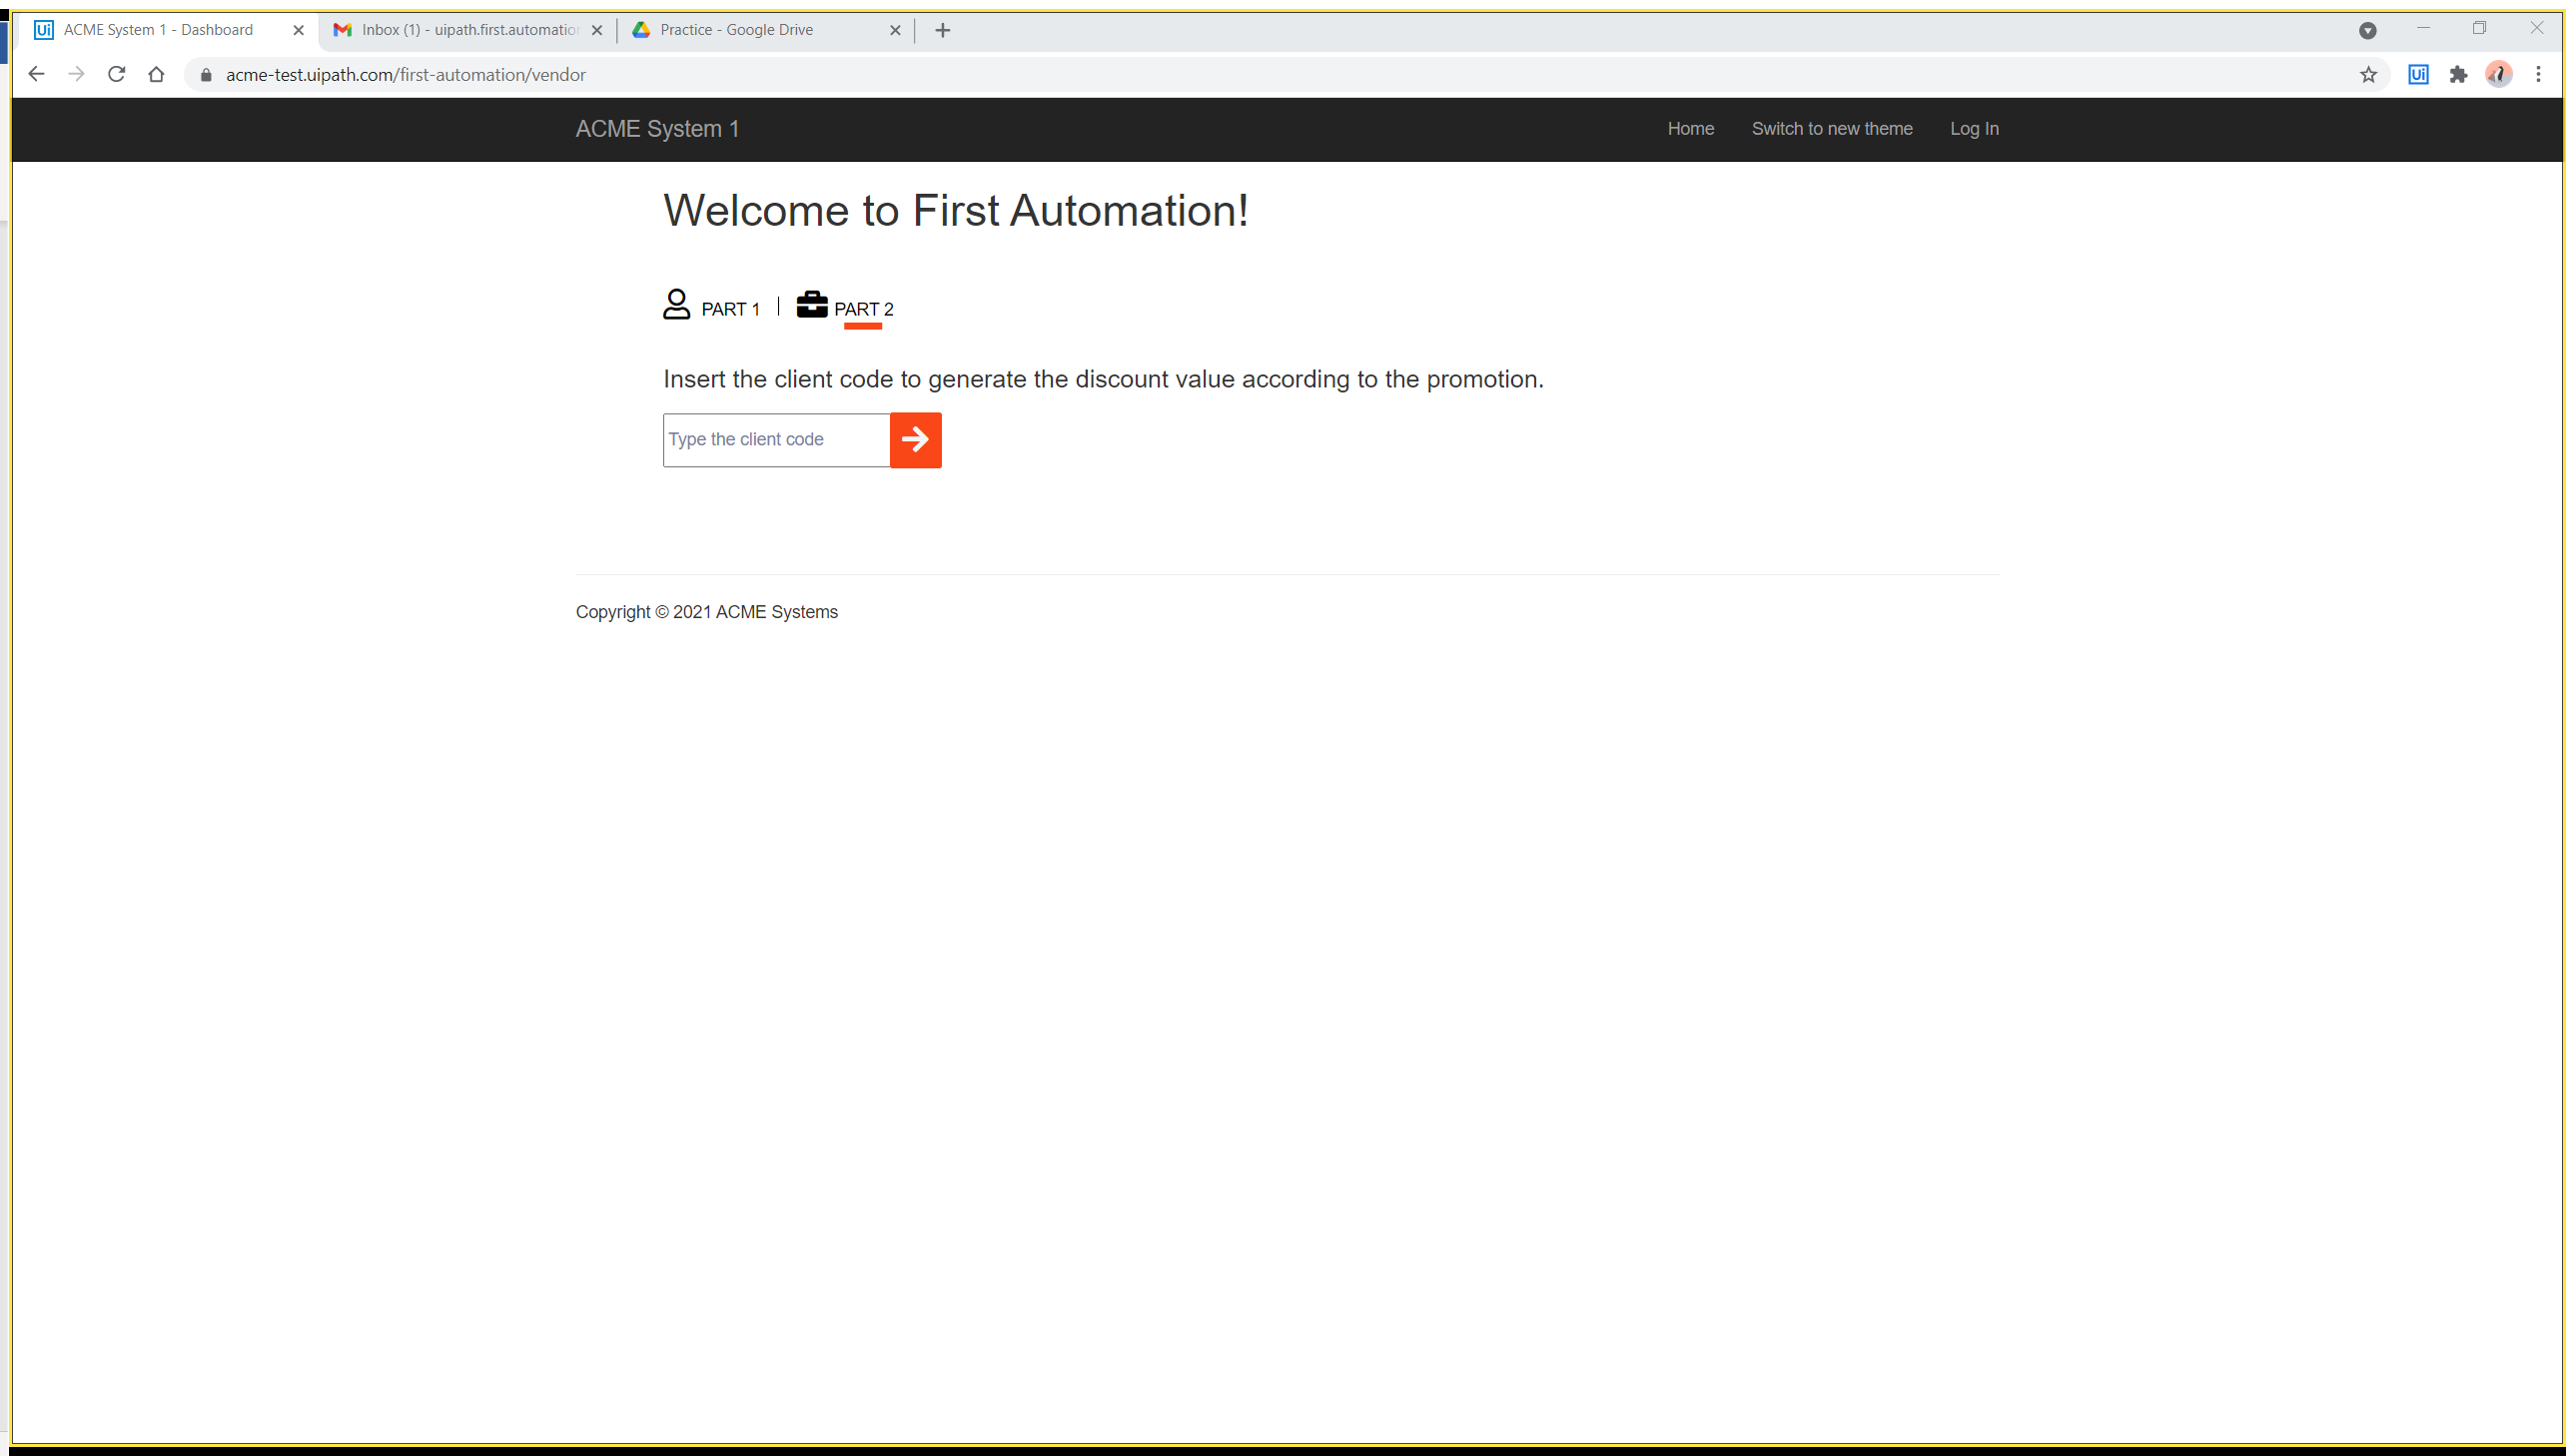 Ui ACME System 1 - Dashboard
Inbox (1) - uipath.first.automatio
Practice - Google Drive
acme-test.uipath.com/first-automation/vendor
Ui
ACME System 1
Home
Switch to new theme
Log In
Welcome to First Automation!
PART 1
PART 2
Insert the client code to generate the discount value according to the promotion.
Type the client code
Copyright © 2021 ACME Systems